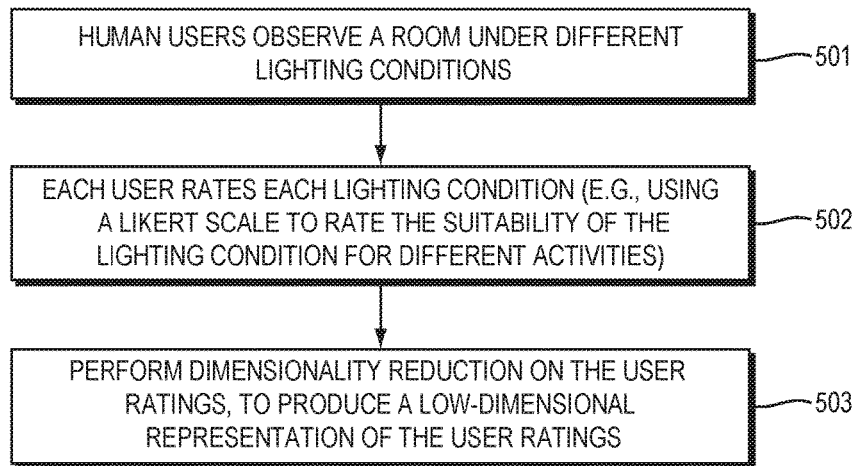 HUMAN USERS OBSERVE A ROOM UNDER DIFFERENT
LIGHTING CONDITIONS
501
EACH USER RATES EACH LIGHTING CONDITION (E.G., USING
A LIKERT SCALE TO RATE THE SUITABILITY OF THE
LIGHTING CONDITION FOR DIFFERENT ACTIVITIES)
502
PERFORM DIMENSIONALITY REDUCTION ON THE USER
RATINGS, TO PRODUCE A LOW-DIMENSIONAL
REPRESENTATION OF THE USER RATINGS
503